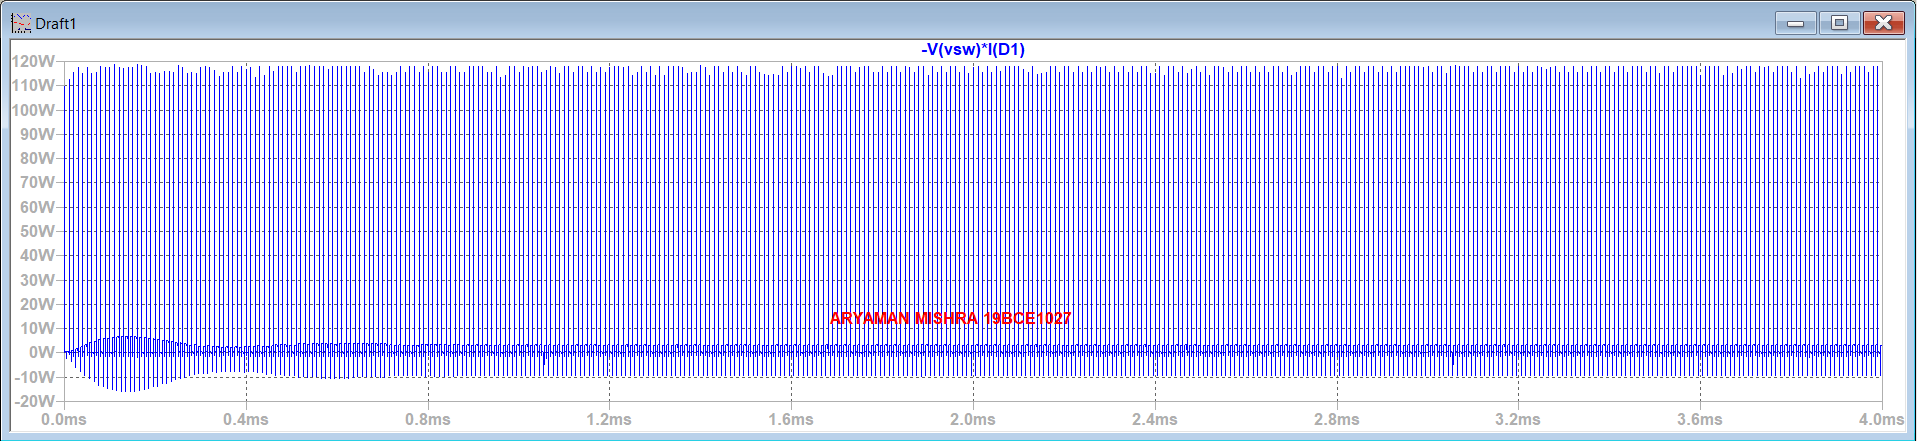 Draft1
-V(vsw)*I(D1)
120W
110W
100W
90W
80W
70W
60W
50W
40W
30W
20W
10W
0W
-10W
-20W
ARYAMAN MISHRA 19BCE1027
0.0ms 0.4ms 0.8ms 1.2ms 1.6ms 2.0ms 2.4ms 2.8ms 3.2ms 3.6ms 4.0ms